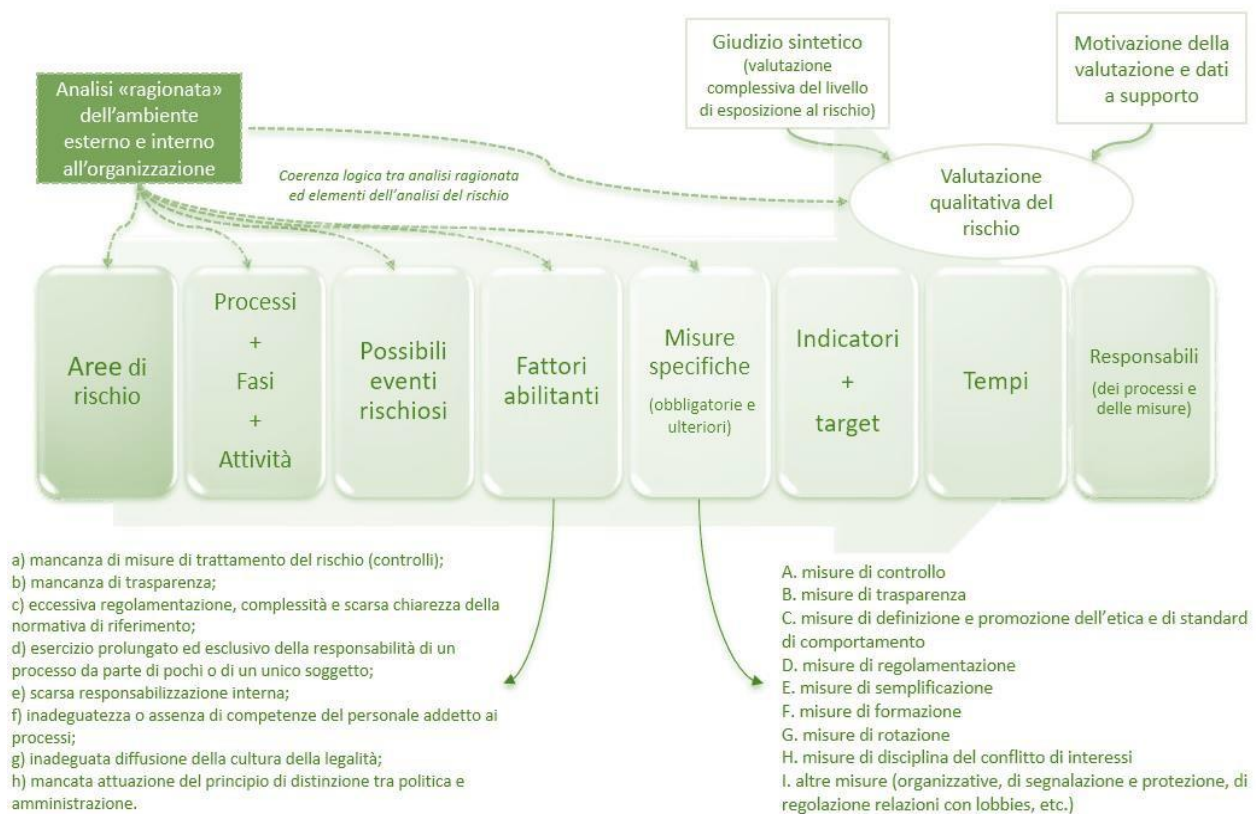 Analisi «ragionata»
dell'ambiente
esterno e interno
all'organizzazione
Giudizio sintetico
(valutazione
complessiva del livello
di esposizione al rischio)
Motivazione della
valutazione e dati
a supporto
Coerenza logica tra analisi ragionata
ed elementi dell'analisi del rischio
Valutazione
qualitativa del
rischio
Aree di
rischio
Processi
+
Fasi
+
Attività
Possibili
eventi
rischiosi
Fattori
abilitanti
Misure
specifiche
(obbligatorie e
ulteriori)
Indicatori
+
target
Tempi
Responsabili
(dei processi e
delle misure)
a) mancanza di misure di trattamento del rischio (controlli);
b) mancanza di trasparenza;
c) eccessiva regolamentazione, complessità e scarsa chiarezza della
normativa di riferimento;
d) esercizio prolungato ed esclusivo della responsabilità di un
processo da parte di pochi o di un unico soggetto;
e) scarsa responsabilizzazione interna;
f) inadeguatezza o assenza di competenze del personale addetto ai
processi;
g) inadeguata diffusione della cultura della legalità;
h) mancata attuazione del principio di distinzione tra politica e
amministrazione.
A. misure di controllo
B. misure di trasparenza
C. misure di definizione e promozione dell'etica e di standard
di comportamento
D. misure di regolamentazione
E. misure di semplificazione
F. misure di formazione
G. misure di rotazione
H. misure di disciplina del conflitto di interessi
I. altre misure (organizzative, di segnalazione e protezione, di
regolazione relazioni con lobbies, etc.)